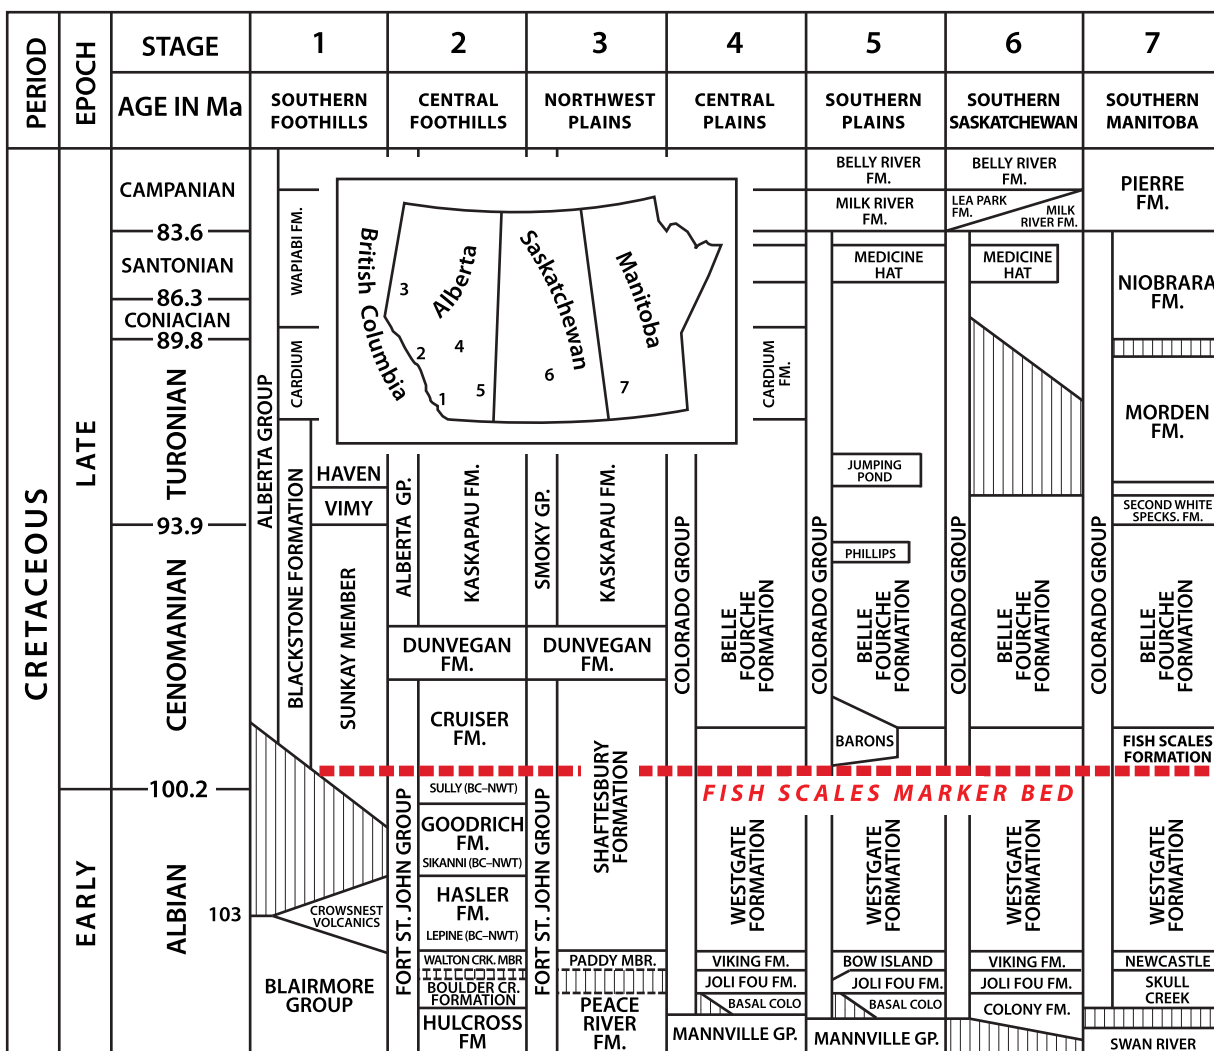 PERIOD
EPOCH
STAGE
AGE IN Ma
1
2
3
4
5
6
7
SOUTHERN
FOOTHILLS
CENTRAL
FOOTHILLS
NORTHWEST
PLAINS
CENTRAL
PLAINS
SOUTHERN
PLAINS
SOUTHERN
SASKATCHEWAN
SOUTHERN
MANITOBA
CRETACEOUS
LATE
EARLY
CAMPANIAN
83.6
SANTONIAN
86.3
CONIACIAN
89.8
TURONIAN
93.9
CENOMANIAN
100.2
103
ALBIAN
ALBERTA GROUP
WAPIABI FM.
CARDIUM
BLACKSTONE FORMATION
HAVEN
VIMY
SUNKAY MEMBER
CROWSNEST
VOLCANICS
BLAIRMORE
GROUP
British Columbia
Alberta
Saskatchewan
Manitoba
3
2
4
1
5
6
7
ALBERTA GP.
KASKAPAU FM.
DUNVEGAN
FM.
CRUISER
FM.
SULLY (BC–NWT)
GOODRICH
FM.
SIKANNI (BC–NWT)
HASLER
FM.
LEPINE (BC–NWT)
WALTON CRK. MBR
BOULDER CR.
FORMATION
HULCROSS
FM
FORT ST. JOHN GROUP
SMOKY GP.
KASKAPAU FM.
DUNVEGAN
FM.
SHAFTESBURY
FORMATION
FORT ST. JOHN GROUP
PADDY MBR.
PEACE
RIVER
FM.
CARDIUM
FM.
COLORADO GROUP
BELLE
FOURCHE
FORMATION
FISH SCALES MARKER BED
WESTGATE
FORMATION
VIKING FM.
JOLI FOU FM.
BASAL COLO
MANNVILLE GP.
BELLY RIVER
FM.
MILK RIVER
FM.
MEDICINE
HAT
JUMPING
POND
PHILLIPS
COLORADO GROUP
BELLE
FOURCHE
FORMATION
BARONS
WESTGATE
FORMATION
BOW ISLAND
JOLI FOU FM.
BASAL COLO
MANNVILLE GP.
BELLY RIVER
FM.
LEA PARK
FM.
MILK
RIVER FM.
MEDICINE
HAT
COLORADO GROUP
BELLE
FOURCHE
FORMATION
WESTGATE
FORMATION
VIKING FM.
JOLI FOU FM.
COLONY FM.
PIERRE
FM.
NIOBRARA
FM.
MORDEN
FM.
SECOND WHITE
SPECKS. FM.
COLORADO GROUP
BELLE
FOURCHE
FORMATION
FISH SCALES
FORMATION
WESTGATE
FORMATION
NEWCASTLE
SKULL
CREEK
SWAN RIVER